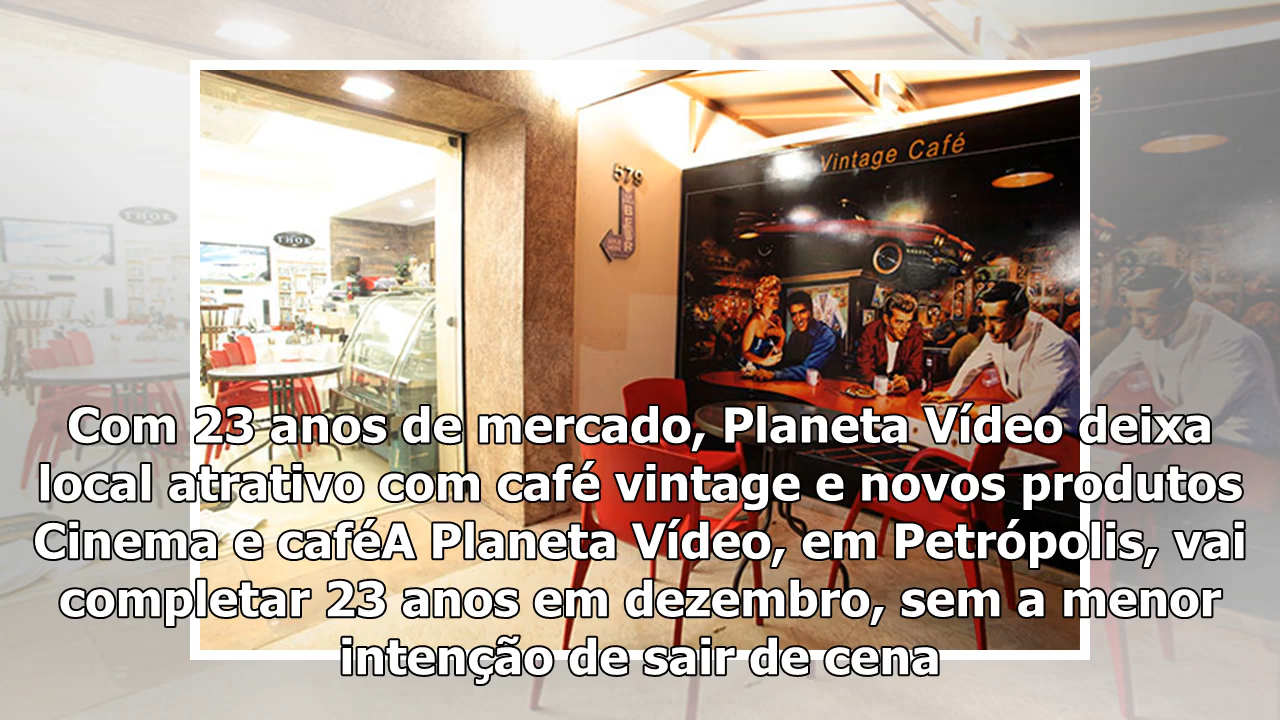 Vintage Café
é
579
BEER
THOR
THOR
Com 23 anos de mercado, Planeta Vídeo deixa
local atrativo com café vintage e novos produtos
Cinema e caféA Planeta Vídeo, em Petrópolis, vai
completar 23 anos em dezembro, sem a menor
intenção de sair de cena